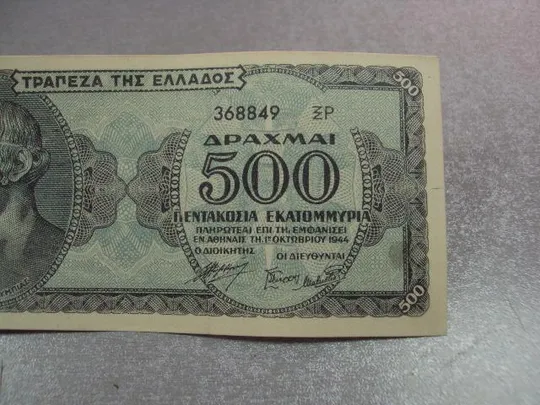 ΤΡΑΠΕΖΑ ΤΗΣ ΕΛΛΑΔΟΣ
500
368849 ΣΡ
ΔΡΑΧΜΑΙ
500
ΠΕΝΤΑΚΟΣΙΑ ΕΚΑΤΟΜΜΥΡΙΑ
ΠΛΗΡΩΤΕΑΙ ΕΠΙ ΤΗ ΕΜΦΑΝΙΣΕΙ
ΕΝ ΑΘΗΝΑΙΣ ΤΗ 1η ΟΚΤΩΒΡΙΟΥ 1944
Ο ΔΙΟΙΚΗΤΗΣ ΟΙ ΔΙΕΥΘΥΝΤΑΙ
500